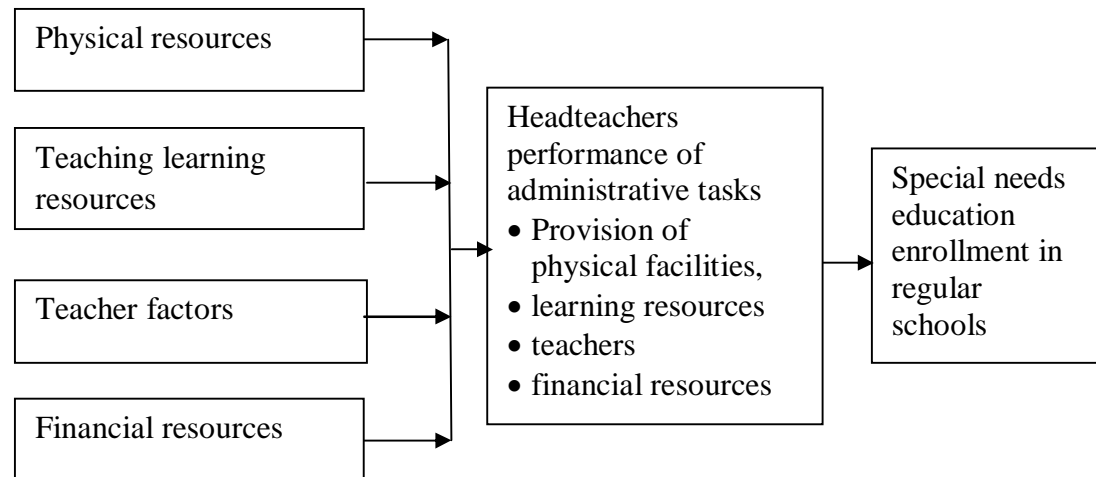 Physical resources
Teaching learning
resources
Teacher factors
Financial resources
Headteachers
performance of
administrative tasks
• Provision of
physical facilities,
• learning resources
• teachers
• financial resources
Special needs
education
enrollment in
regular
schools